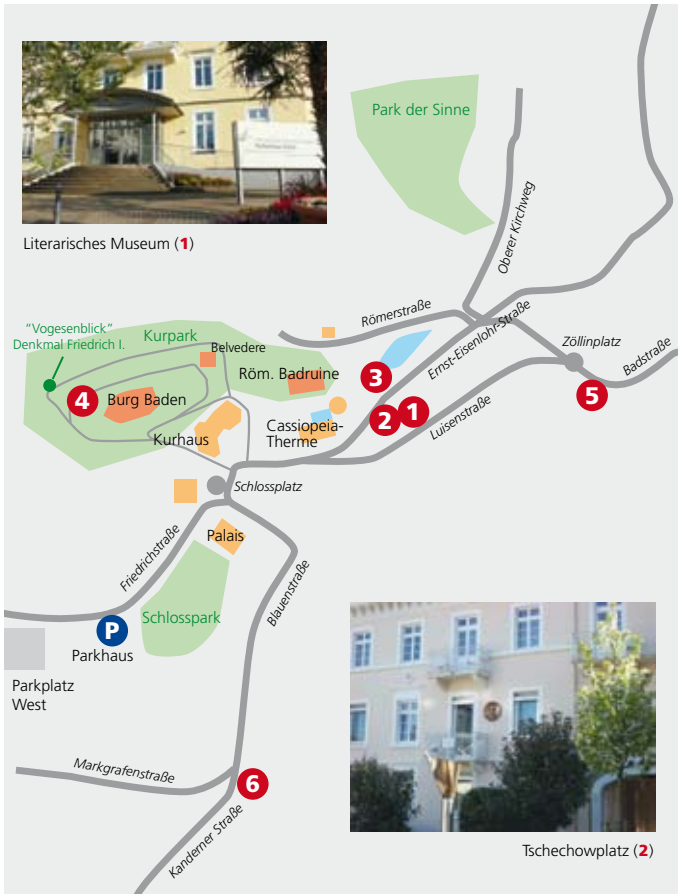 Park der Sinne
Literarisches Museum (1)
Oberer Kirchweg
Römerstraße
Ernst-Eisenlohr-Straße
"Vogesenblick"
Denkmal Friedrich I.
Kurpark
Belvedere
Röm. Badruine
Zöllinplatz
Badstraße
3
4
Burg Baden
5
2
1
Luisenstraße
Kurhaus
Cassiopeia-
Therme
Schlossplatz
Friedrichstraße
Palais
Blauenstraße
Schlosspark
P
Parkhaus
Parkplatz
West
Markgrafenstraße
6
Kanderner Straße
Tschechowplatz (2)